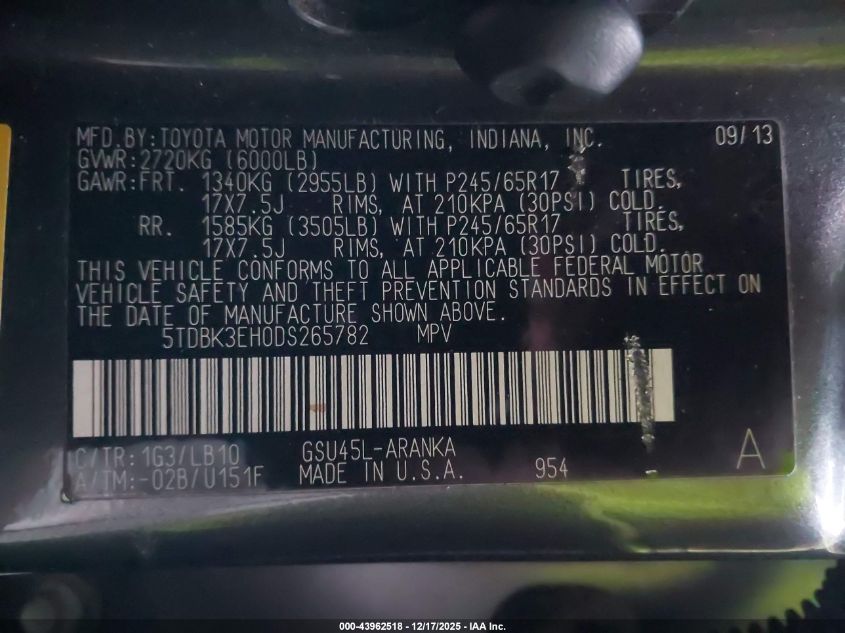 MFD.BY:TOYOTA MOTOR MANUFACTURING, INDIANA, INC. 09/13
GVWR:2720KG (6000LB)
GAWR:FRT. 1340KG (2955LB) WITH P245/65R17 TIRES,
17X7.5J RIMS, AT 210KPA (30PSI) COLD.
RR. 1585KG (3505LB) WITH P245/65R17 TIRES,
17X7.5J RIMS, AT 210KPA (30PSI) COLD.
THIS VEHICLE CONFORMS TO ALL APPLICABLE FEDERAL MOTOR
VEHICLE SAFETY AND THEFT PREVENTION STANDARDS IN EFFECT ON
THE DATE OF MANUFACTURE SHOWN ABOVE.
5TDBK3EH0DS265782 MPV
C/TR:1G3/LB10 GSU45L-ARANKA
A/TM:-02B/U151F MADE IN U.S.A. 954 A
000-43962518 - 12/17/2025 - IAA Inc.